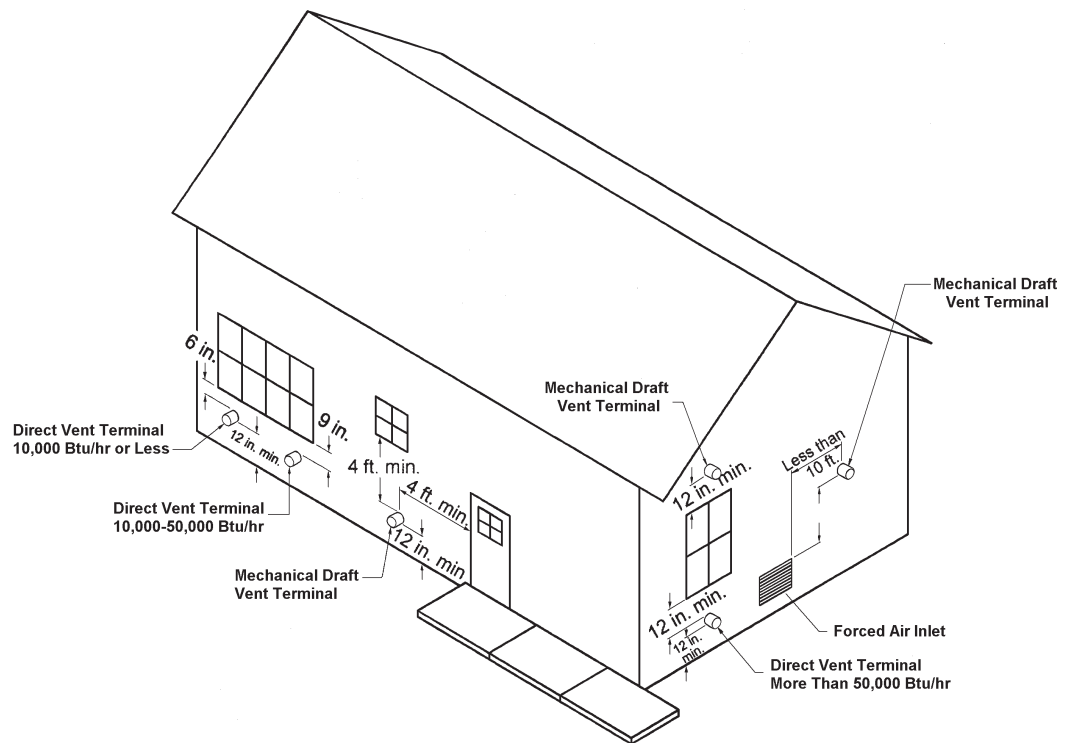 Mechanical Draft
Vent Terminal
6 in.
Mechanical Draft
Vent Terminal
Direct Vent Terminal
10,000 Btu/hr or Less
9 in.
12 in. min.
4 ft. min.
4 ft. min.
Less than
10 ft.
12 in. min.
Direct Vent Terminal
10,000-50,000 Btu/hr
12 in. min
Mechanical Draft
Vent Terminal
12 in. min.
12 in.
min.
Forced Air Inlet
Direct Vent Terminal
More Than 50,000 Btu/hr